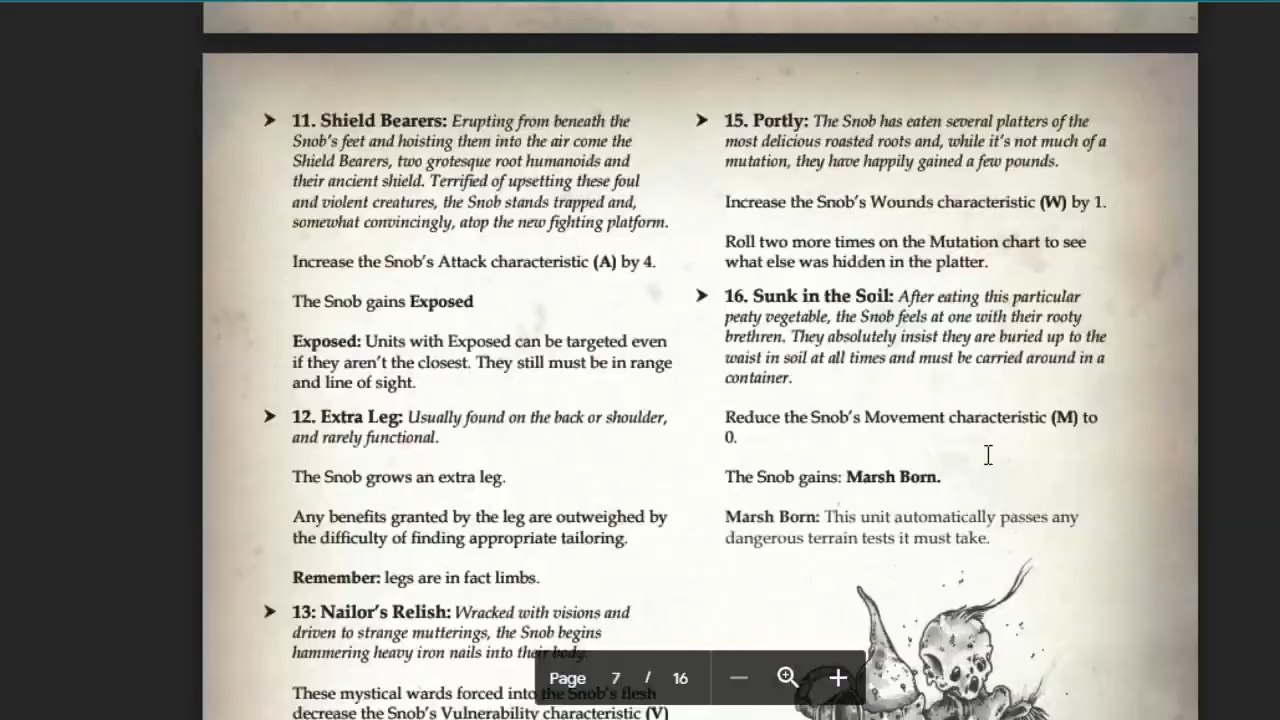 11. Shield Bearers: Erupting from beneath the
Snob's feet and hoisting them into the air come the
Shield Bearers, two grotesque root humanoids and
their ancient shield. Terrified of upsetting these foul
and violent creatures, the Snob stands trapped and,
somewhat convincingly, atop the new fighting platform.
Increase the Snob's Attack characteristic (A) by 4.
The Snob gains Exposed
Exposed: Units with Exposed can be targeted even
if they aren't the closest. They still must be in range
and line of sight.
12. Extra Leg: Usually found on the back or shoulder,
and rarely functional.
The Snob grows an extra leg.
Any benefits granted by the leg are outweighed by
the difficulty of finding appropriate tailoring.
Remember: legs are in fact limbs.
13: Nailor's Relish: Wracked with visions and
driven to strange mutterings, the Snob begins
hammering heavy iron nails into their body.
These mystical wards forced into the Snob's flesh
decrease the Snob's Vulnerability characteristic (V)
15. Portly: The Snob has eaten several platters of the
most delicious roasted roots and, while it's not much of a
mutation, they have happily gained a few pounds.
Increase the Snob's Wounds characteristic (W) by 1.
Roll two more times on the Mutation chart to see
what else was hidden in the platter.
16. Sunk in the Soil: After eating this particular
peaty vegetable, the Snob feels at one with their rooty
brethren. They absolutely insist they are buried up to the
waist in soil at all times and must be carried around in a
container.
Reduce the Snob's Movement characteristic (M) to
0.
The Snob gains: Marsh Born.
Marsh Born: This unit automatically passes any
dangerous terrain tests it must take.
Page 7 / 16